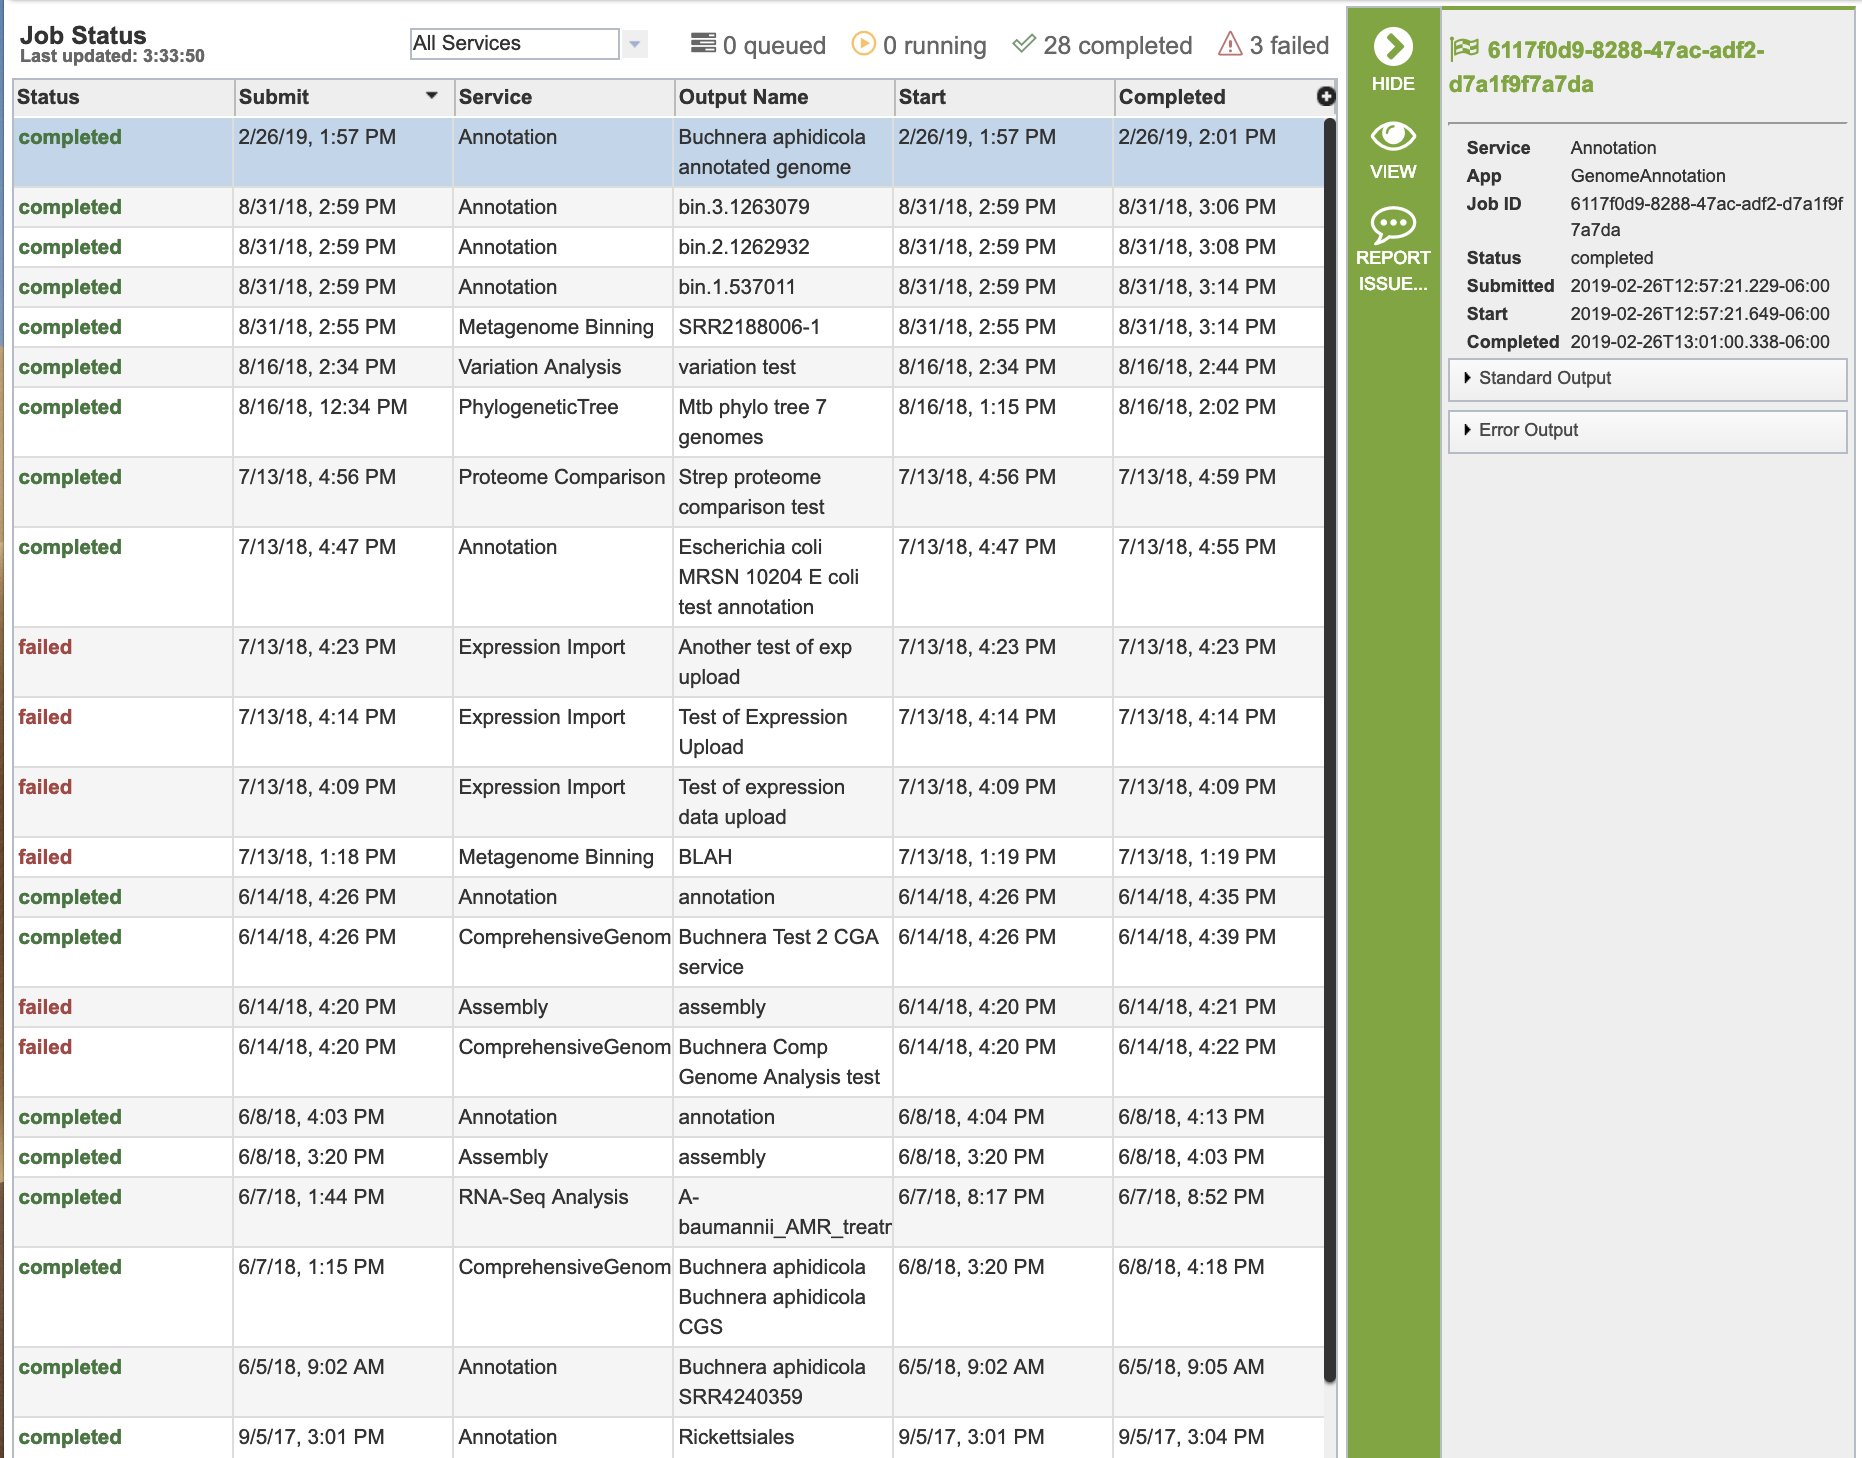 Job Status
Last updated: 3:33:50
All Services
0 queued 0 running 28 completed 3 failed
Status Submit Service Output Name Start Completed
completed 2/26/19, 1:57 PM Annotation Buchnera aphidicola 2/26/19, 1:57 PM 2/26/19, 2:01 PM
annotated genome
completed 8/31/18, 2:59 PM Annotation bin.3.1263079 8/31/18, 2:59 PM 8/31/18, 3:06 PM
completed 8/31/18, 2:59 PM Annotation bin.2.1262932 8/31/18, 2:59 PM 8/31/18, 3:08 PM
completed 8/31/18, 2:59 PM Annotation bin.1.537011 8/31/18, 2:59 PM 8/31/18, 3:14 PM
completed 8/31/18, 2:55 PM Metagenome Binning SRR2188006-1 8/31/18, 2:55 PM 8/31/18, 3:14 PM
completed 8/16/18, 2:34 PM Variation Analysis variation test 8/16/18, 2:34 PM 8/16/18, 2:44 PM
completed 8/16/18, 12:34 PM PhylogeneticTree Mtb phylo tree 7 8/16/18, 1:15 PM 8/16/18, 2:02 PM
genomes
completed 7/13/18, 4:56 PM Proteome Comparison Strep proteome 7/13/18, 4:56 PM 7/13/18, 4:59 PM
comparison test
completed 7/13/18, 4:47 PM Annotation Escherichia coli 7/13/18, 4:47 PM 7/13/18, 4:55 PM
MRSN 10204 E coli
test annotation
failed 7/13/18, 4:23 PM Expression Import Another test of exp 7/13/18, 4:23 PM 7/13/18, 4:23 PM
upload
failed 7/13/18, 4:14 PM Expression Import Test of Expression 7/13/18, 4:14 PM 7/13/18, 4:14 PM
Upload
failed 7/13/18, 4:09 PM Expression Import Test of expression 7/13/18, 4:09 PM 7/13/18, 4:09 PM
data upload
failed 7/13/18, 1:18 PM Metagenome Binning BLAH 7/13/18, 1:19 PM 7/13/18, 1:19 PM
completed 6/14/18, 4:26 PM Annotation annotation 6/14/18, 4:26 PM 6/14/18, 4:35 PM
completed 6/14/18, 4:26 PM ComprehensiveGenom Buchnera Test 2 CGA 6/14/18, 4:26 PM 6/14/18, 4:39 PM
service
failed 6/14/18, 4:20 PM Assembly assembly 6/14/18, 4:20 PM 6/14/18, 4:21 PM
failed 6/14/18, 4:20 PM ComprehensiveGenom Buchnera Comp 6/14/18, 4:20 PM 6/14/18, 4:22 PM
Genome Analysis test
completed 6/8/18, 4:03 PM Annotation annotation 6/8/18, 4:04 PM 6/8/18, 4:13 PM
completed 6/8/18, 3:20 PM Assembly assembly 6/8/18, 3:20 PM 6/8/18, 4:03 PM
completed 6/7/18, 1:44 PM RNA-Seq Analysis A- 6/7/18, 8:17 PM 6/7/18, 8:52 PM
baumannii_AMR_treatr
completed 6/7/18, 1:15 PM ComprehensiveGenom Buchnera aphidicola 6/8/18, 3:20 PM 6/8/18, 4:18 PM
Buchnera aphidicola
CGS
completed 6/5/18, 9:02 AM Annotation Buchnera aphidicola 6/5/18, 9:02 AM 6/5/18, 9:05 AM
SRR4240359
completed 9/5/17, 3:01 PM Annotation Rickettsiales 9/5/17, 3:01 PM 9/5/17, 3:04 PM
HIDE
VIEW
REPORT
ISSUE...
6117f0d9-8288-47ac-adf2-
d7a1f9f7a7da
Service Annotation
App GenomeAnnotation
Job ID 6117f0d9-8288-47ac-adf2-d7a1f9f
7a7da
Status completed
Submitted 2019-02-26T12:57:21.229-06:00
Start 2019-02-26T12:57:21.649-06:00
Completed 2019-02-26T13:01:00.338-06:00
Standard Output
Error Output